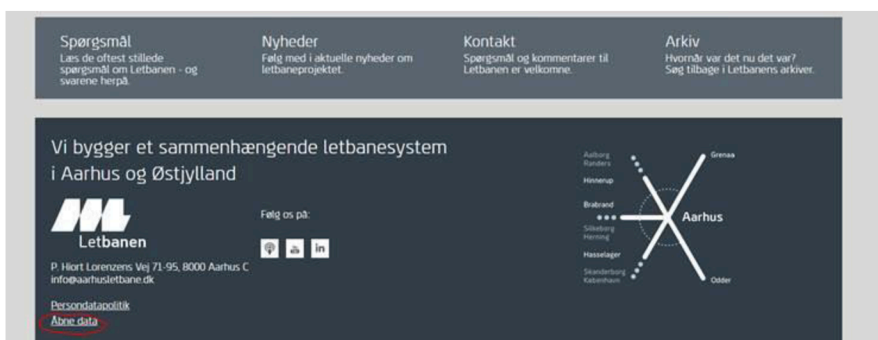 Spørgsmål
Læs de oftest stillede
spørgsmål om Letbanen - og
svarene herpå.
Nyheder
Følg med i aktuelle nyheder om
letbaneprojektet.
Kontakt
Spørgsmål og kommentarer til
Letbanen er velkomne.
Arkiv
Hvornår var det nu det var?
Søg tilbage i Letbanens arkiver.
Vi bygger et sammenhængende letbanesystem
i Aarhus og Østjylland
Letbanen
P. Hiort Lorenzens Vej 71-95, 8000 Aarhus C
info@aarhusletbane.dk
Persondatapolitik
Åbne data
Følg os på:
in
Aalborg
Randers
Hinnerup
Brabrand
Silkeborg
Herning
Hasselager
Skanderborg
København
Grenaa
Aarhus
Odder